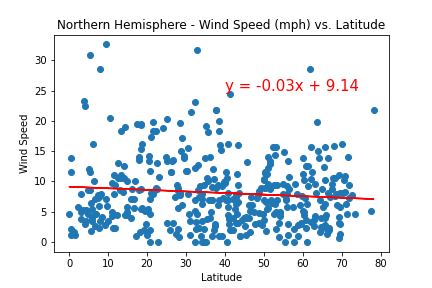 Northern Hemisphere - Wind Speed (mph) vs. Latitude
30
25
20
15
10
5
0
Wind Speed
y = -0.03x + 9.14
0 10 20 30 40 50 60 70 80
Latitude